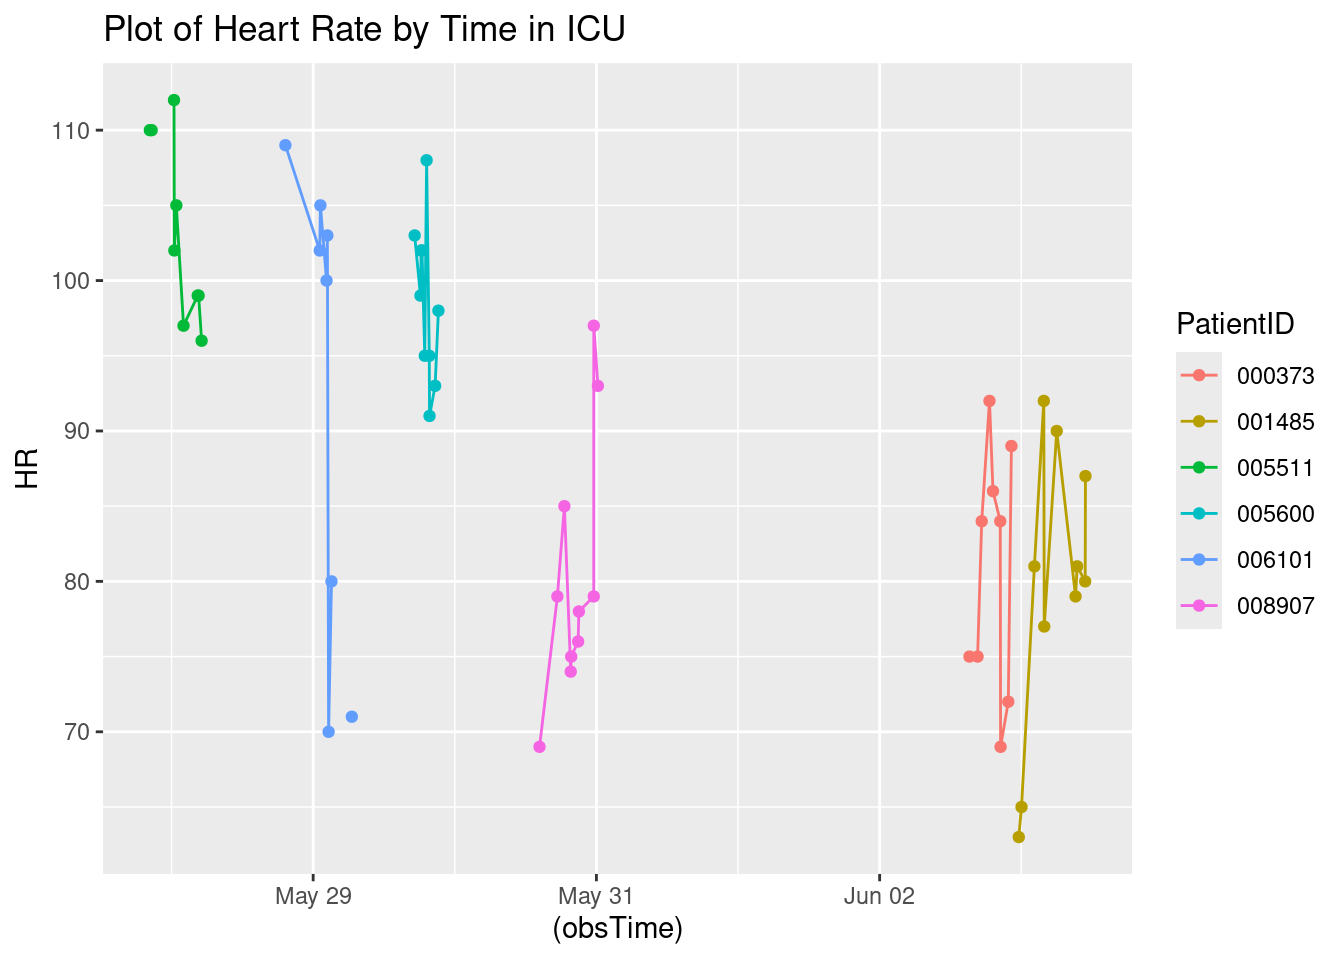 Plot of Heart Rate by Time in ICU
HR
110
100
90
80
70
May 29
May 31
Jun 02
(obsTime)
PatientID
000373
001485
005511
005600
006101
008907